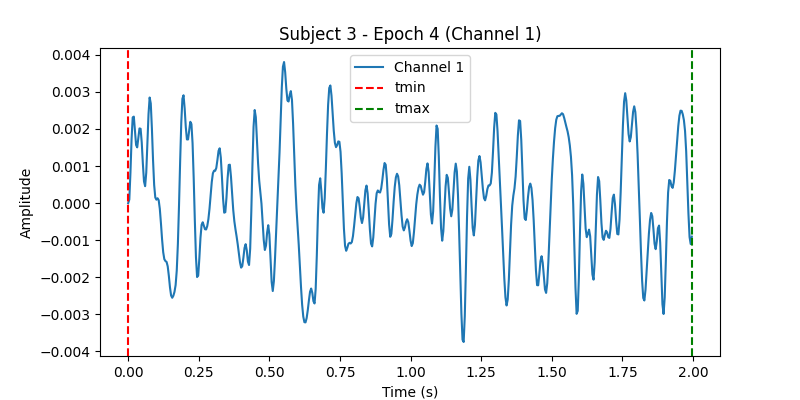 Subject 3 - Epoch 4 (Channel 1)
Channel 1
tmin
tmax
0.004
0.003
0.002
0.001
0.000
−0.001
−0.002
−0.003
−0.004
Amplitude
0.00 0.25 0.50 0.75 1.00 1.25 1.50 1.75 2.00
Time (s)